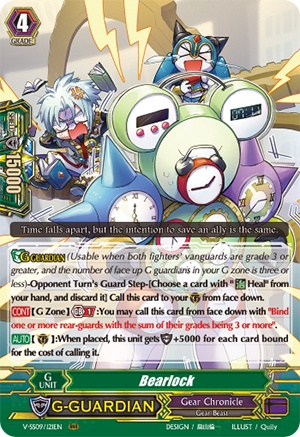 4
GRADE
15000
SHIELD
Time falls apart, but the intention to save an ally is the same.
G GUARDIAN (Usable when both fighters' vanguards are grade 3 or
greater, and the number of face up G guardians in your G zone is three or
less)-Opponent's Turn's Guard Step-[Choose a card with " Heal" from
your hand, and discard it] Call this card to your G from face down.
CONT [G Zone] GB 1 :You may call this card from face down with "Bind
one or more rear-guards with the sum of their grades being 3 or more".
AUTO [ G ]:When placed, this unit gets +5000 for each card bound
for the cost of calling it.
G
UNIT
Bearlock
G-GUARDIAN
Gear Chronicle
Gear Beast
V-SS09/121EN
DESIGN /
ILLUST / Quily